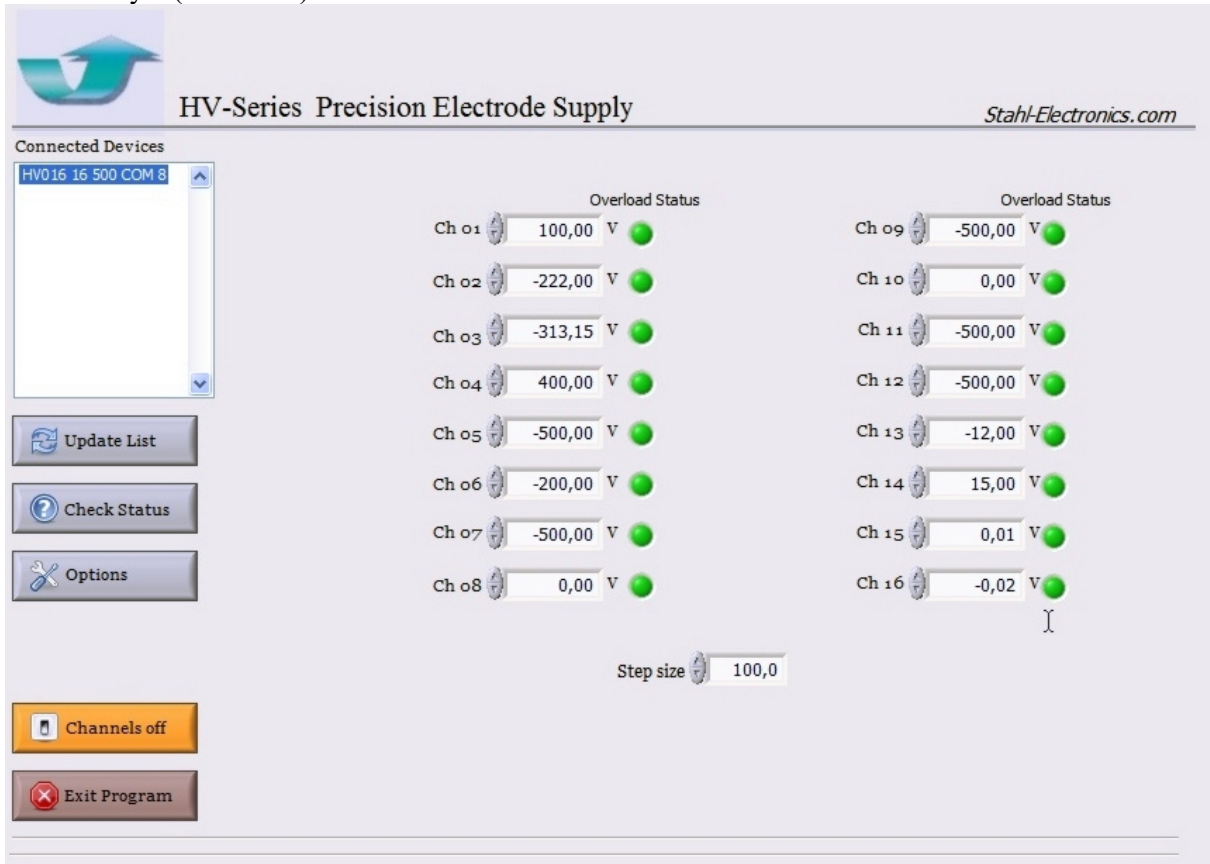 HV-Series Precision Electrode Supply
Stahl-Electronics.com
Connected Devices
HV016 16 500 COM 8
Overload Status Overload Status
Ch 01 100,00 V Ch 09 -500,00 V
Ch 02 -222,00 V Ch 10 0,00 V
Ch 03 -313,15 V Ch 11 -500,00 V
Ch 04 400,00 V Ch 12 -500,00 V
Update List
Ch 05 -500,00 V Ch 13 -12,00 V
Ch 06 -200,00 V Ch 14 15,00 V
Check Status
Ch 07 -500,00 V Ch 15 0,01 V
Options
Ch 08 0,00 V Ch 16 -0,02 V
Step size 100,0
Channels off
Exit Program